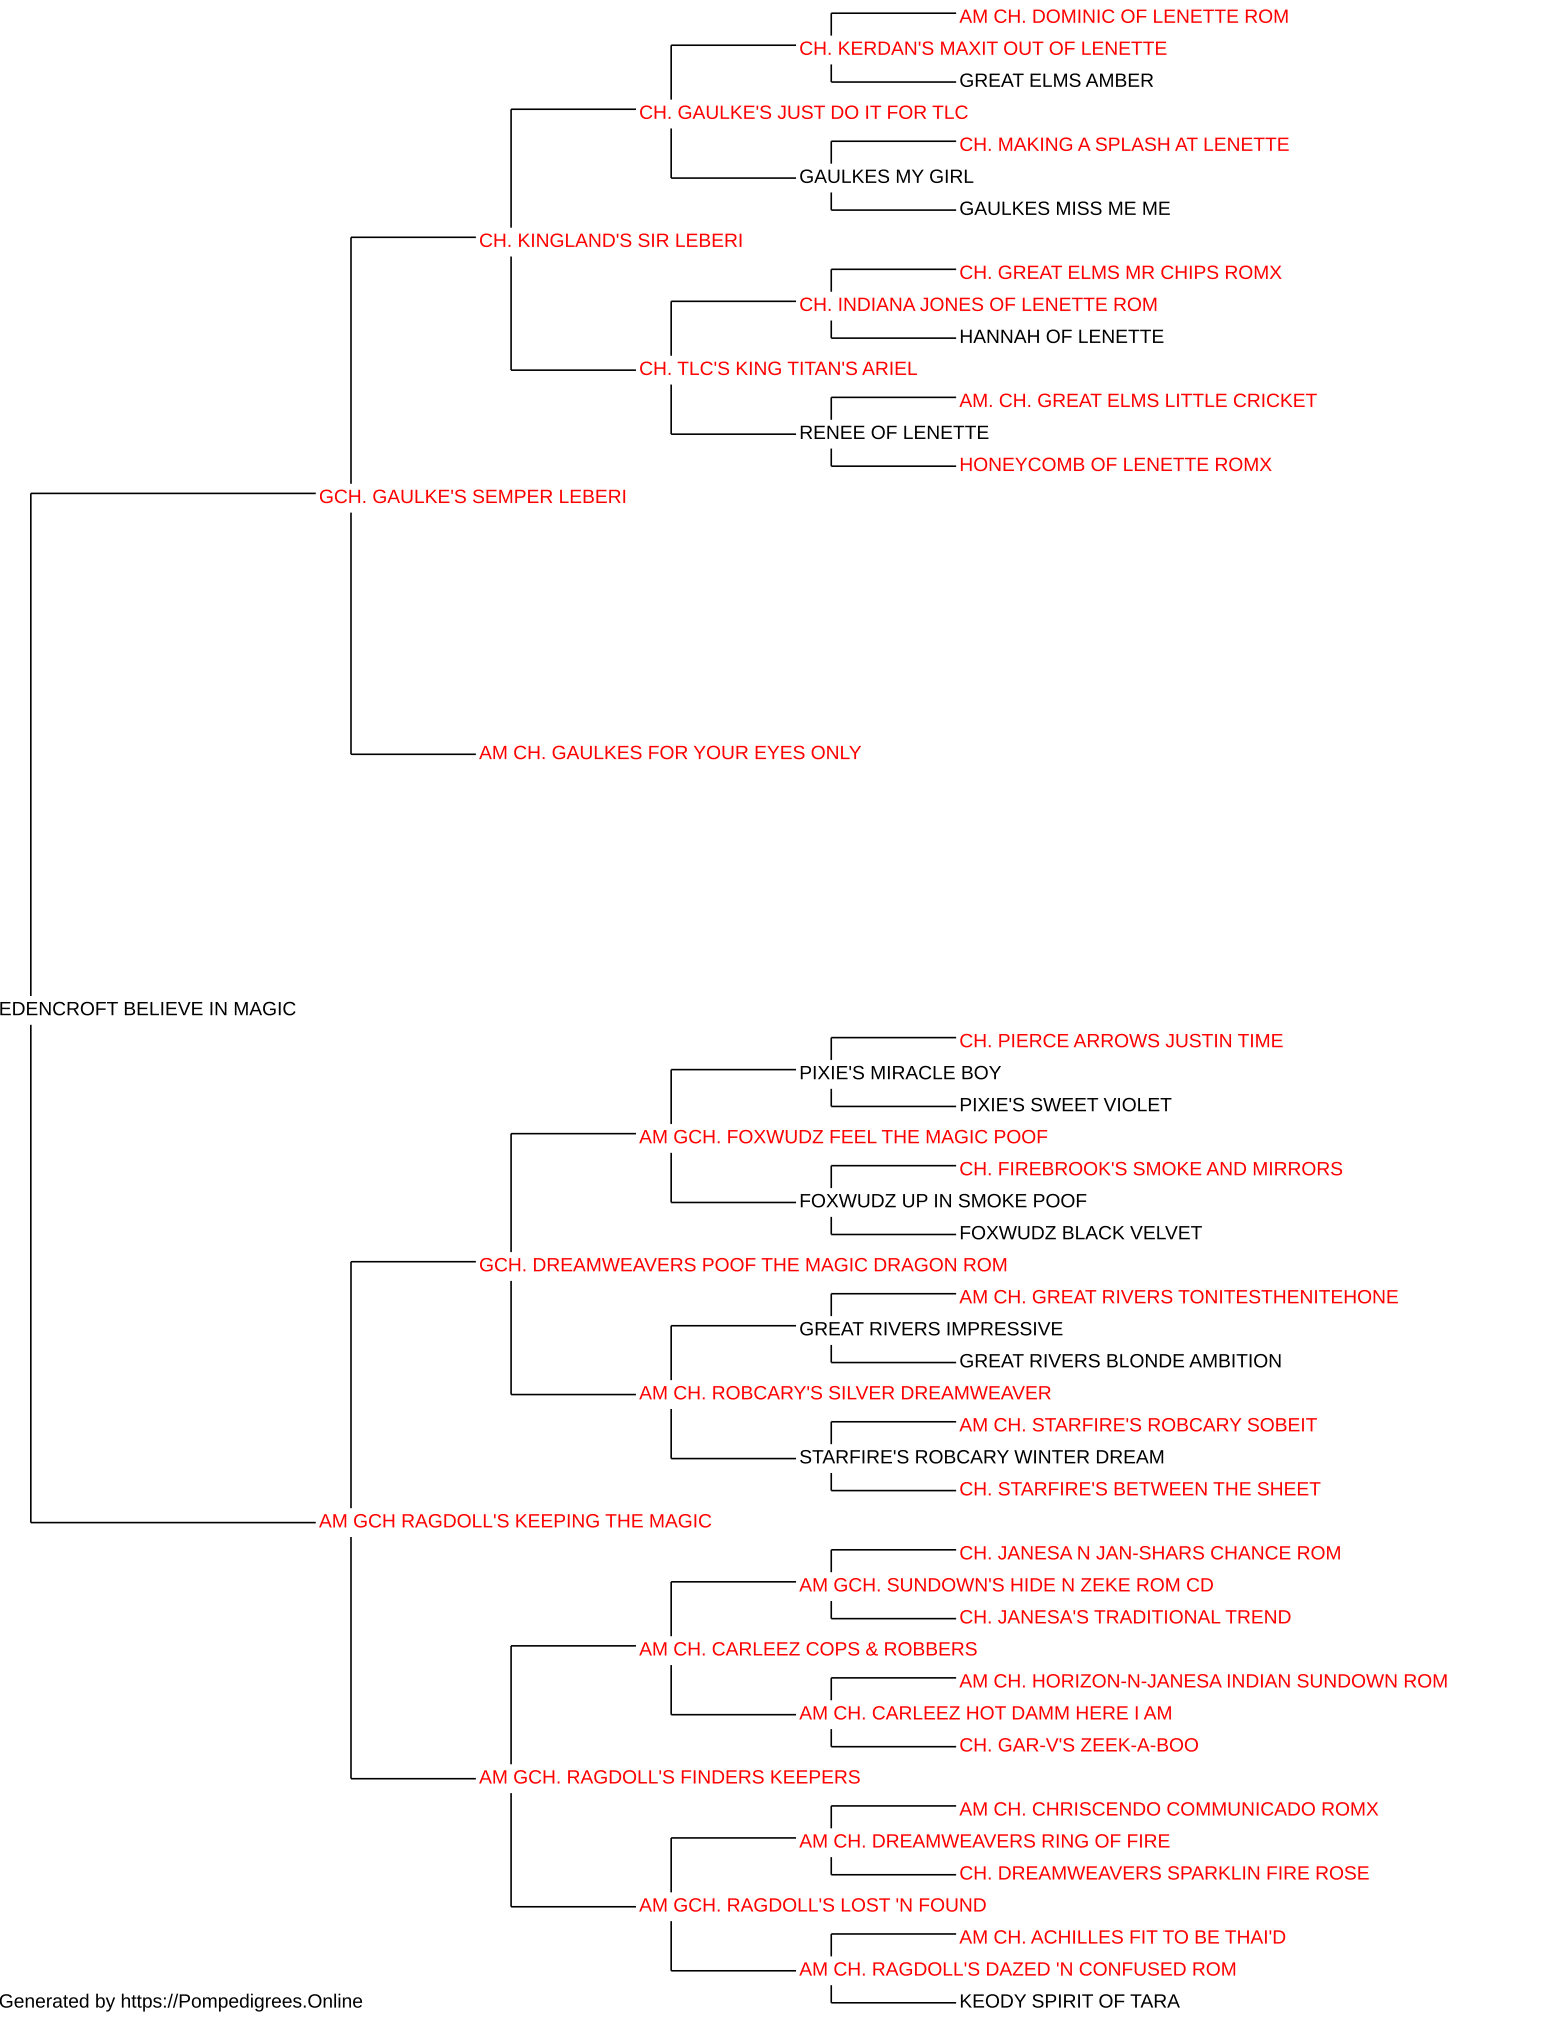 AM CH. DOMINIC OF LENETTE ROM
CH. KERDAN'S MAXIT OUT OF LENETTE
GREAT ELMS AMBER
CH. GAULKE'S JUST DO IT FOR TLC
CH. MAKING A SPLASH AT LENETTE
GAULKES MY GIRL
GAULKES MISS ME ME
CH. KINGLAND'S SIR LEBERI
CH. GREAT ELMS MR CHIPS ROMX
CH. INDIANA JONES OF LENETTE ROM
HANNAH OF LENETTE
CH. TLC'S KING TITAN'S ARIEL
AM. CH. GREAT ELMS LITTLE CRICKET
RENEE OF LENETTE
HONEYCOMB OF LENETTE ROMX
GCH. GAULKE'S SEMPER LEBERI
AM CH. GAULKES FOR YOUR EYES ONLY
EDENCROFT BELIEVE IN MAGIC
CH. PIERCE ARROWS JUSTIN TIME
PIXIE'S MIRACLE BOY
PIXIE'S SWEET VIOLET
AM GCH. FOXWUDZ FEEL THE MAGIC POOF
CH. FIREBROOK'S SMOKE AND MIRRORS
FOXWUDZ UP IN SMOKE POOF
FOXWUDZ BLACK VELVET
GCH. DREAMWEAVERS POOF THE MAGIC DRAGON ROM
AM CH. GREAT RIVERS TONITESTHENITEHONE
GREAT RIVERS IMPRESSIVE
GREAT RIVERS BLONDE AMBITION
AM CH. ROBCARY'S SILVER DREAMWEAVER
AM CH. STARFIRE'S ROBCARY SOBEIT
STARFIRE'S ROBCARY WINTER DREAM
CH. STARFIRE'S BETWEEN THE SHEET
AM GCH RAGDOLL'S KEEPING THE MAGIC
CH. JANESA N JAN-SHARS CHANCE ROM
AM GCH. SUNDOWN'S HIDE N ZEKE ROM CD
CH. JANESA'S TRADITIONAL TREND
AM CH. CARLEEZ COPS & ROBBERS
AM CH. HORIZON-N-JANESA INDIAN SUNDOWN ROM
AM CH. CARLEEZ HOT DAMM HERE I AM
CH. GAR-V'S ZEEK-A-BOO
AM GCH. RAGDOLL'S FINDERS KEEPERS
AM CH. CHRISCENDO COMMUNICADO ROMX
AM CH. DREAMWEAVERS RING OF FIRE
CH. DREAMWEAVERS SPARKLIN FIRE ROSE
AM GCH. RAGDOLL'S LOST 'N FOUND
AM CH. ACHILLES FIT TO BE THAI'D
AM CH. RAGDOLL'S DAZED 'N CONFUSED ROM
KEODY SPIRIT OF TARA
Generated by https://Pompedigrees.Online